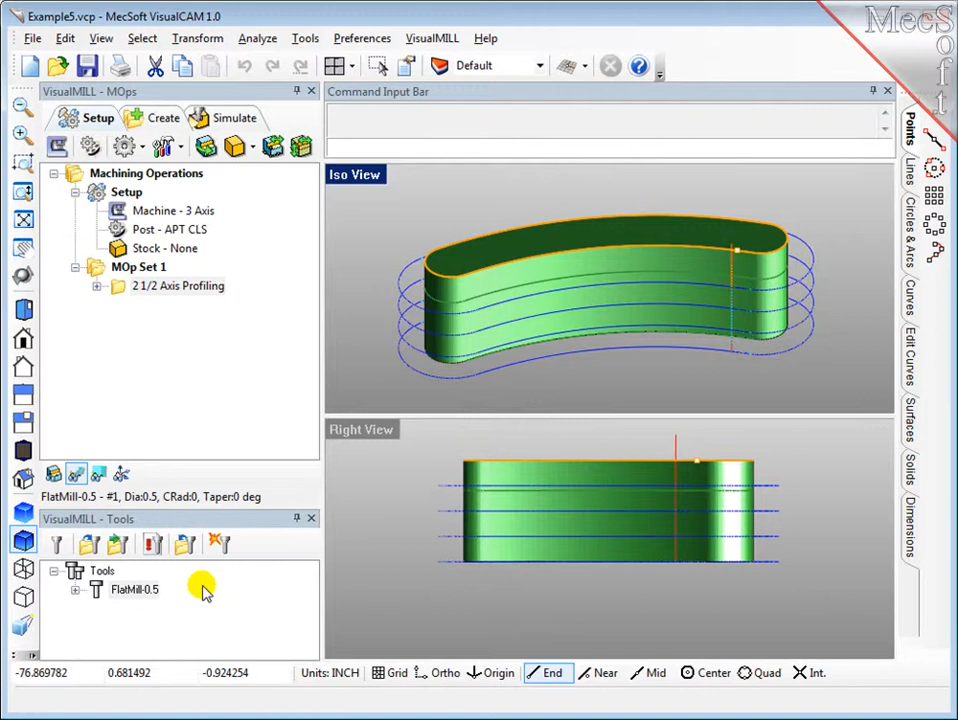 Example5.vcp - MecSoft VisualCAM 1.0
MecSoft
File Edit View Select Transform Analyze Tools Preferences VisualMILL Help
Default
VisualMILL - MOps
Command Input Bar
Setup Create Simulate
Machining Operations
Setup
Machine - 3 Axis
Post - APT CLS
Stock - None
MOp Set 1
2 1/2 Axis Profiling
Iso View
Right View
Points
Lines
Circles & Arcs
Curves
Edit Curves
Surfaces
Solids
Dimensions
FlatMill-0.5 - #1, Dia:0.5, CRad:0, Taper:0 deg
VisualMILL - Tools
Tools
FlatMill-0.5
-76.869782 0.681492 -0.924254 Units: INCH Grid Ortho Origin End Near Mid Center Quad Int.